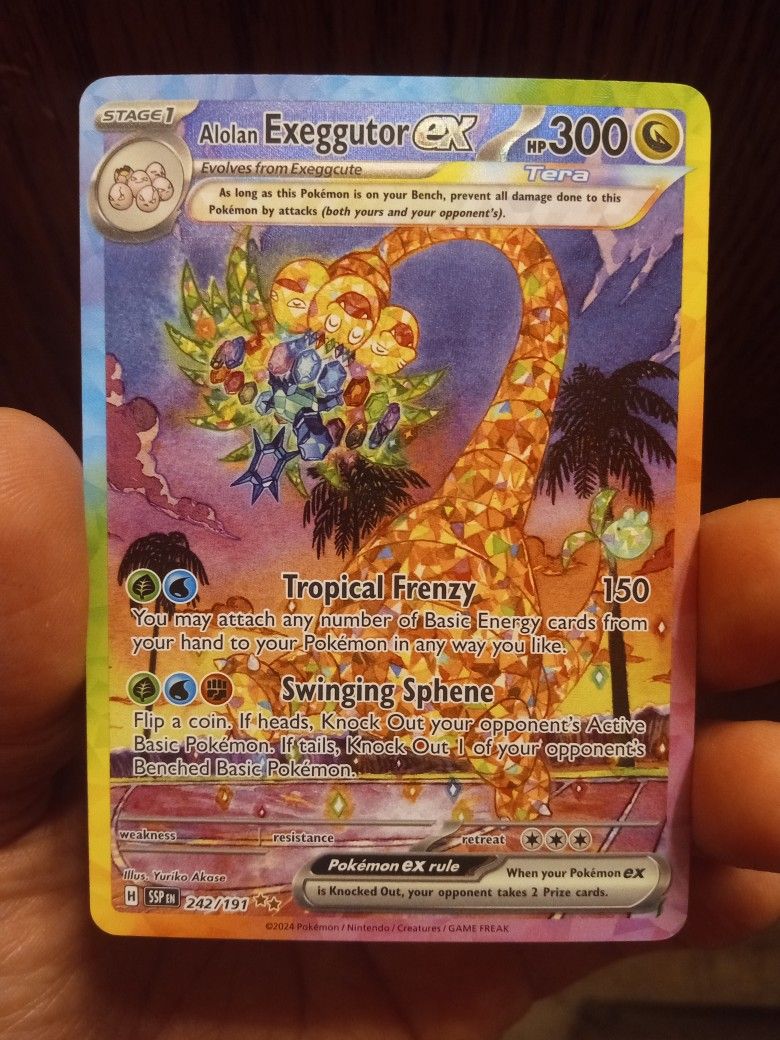 STAGE 1
Alolan Exeggutor ex HP 300
Evolves from Exeggcute Tera
As long as this Pokémon is on your Bench, prevent all damage done to this
Pokémon by attacks (both yours and your opponent's).
Tropical Frenzy 150
You may attach any number of Basic Energy cards from
your hand to your Pokémon in any way you like.
Swinging Sphene
Flip a coin. If heads, Knock Out your opponent's Active
Basic Pokémon. If tails, Knock Out 1 of your opponent's
Benched Basic Pokémon.
weakness resistance retreat
Illus. Yuriko Akase
Pokémon ex rule When your Pokémon ex
is Knocked Out, your opponent takes 2 Prize cards.
H SSP EN 242/191
©2024 Pokémon / Nintendo / Creatures / GAME FREAK